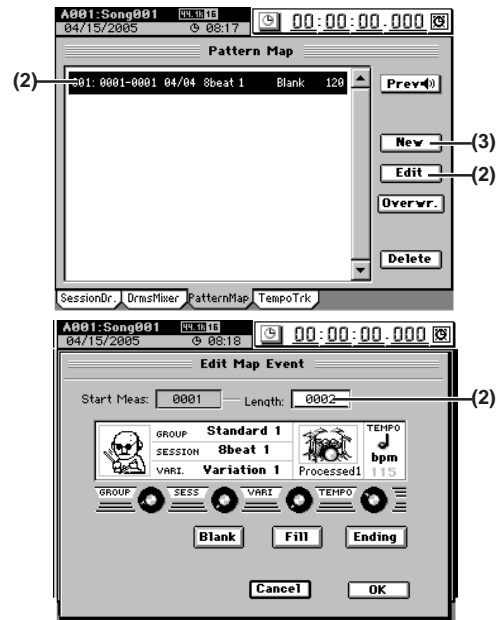 A001:Song001 44.1K 16
04/15/2005 08:17 00:00:00.000
Pattern Map
(2)
001: 0001-0001 04/04 8beat 1 Blank 120
Prev
New
(3)
Edit
(2)
Overwr.
Delete
SessionDr. DrmsMixer PatternMap TempoTrk
A001:Song001 44.1K 16
04/15/2005 08:18 00:00:00.000
Edit Map Event
Start Meas: 0001 Length: 0002
(2)
GROUP Standard 1
SESSION 8beat 1
VARI. Variation 1
Processed1
TEMPO
bpm
115
GROUP SESS VARI TEMPO
Blank Fill Ending
Cancel OK